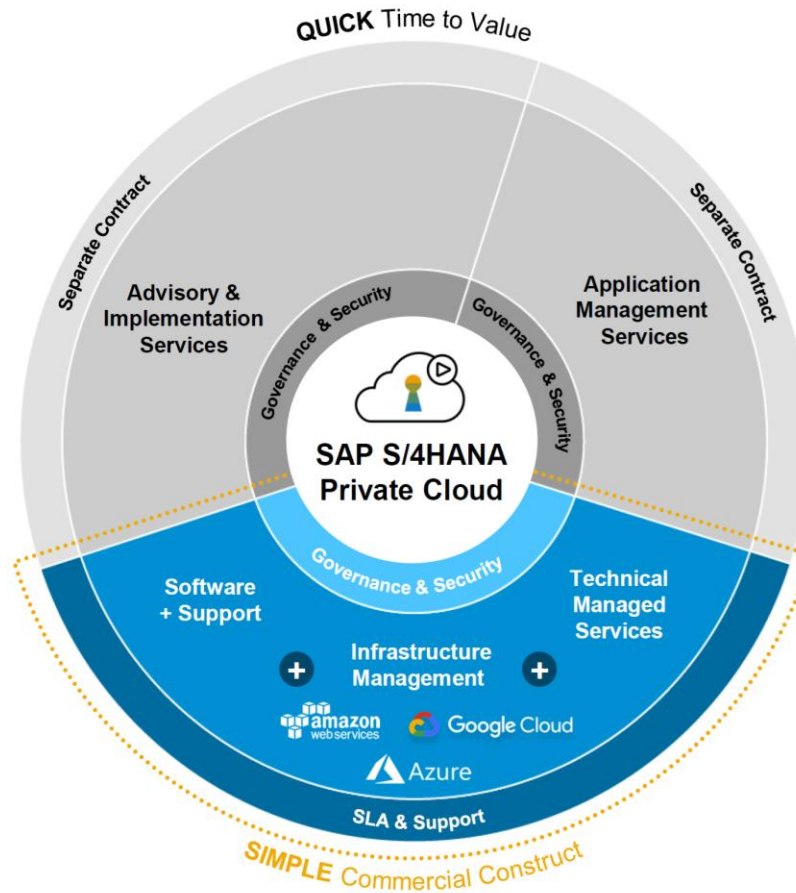 QUICK Time to Value
Separate Contract
Separate Contract
Advisory &
Implementation
Services
Application
Management
Services
Governance & Security
Governance & Security
SAP S/4HANA
Private Cloud
Governance & Security
Software
+ Support
Technical
Managed
Services
+
Infrastructure
Management
+
amazon
webservices
Google Cloud
Azure
SLA & Support
SIMPLE Commercial Construct